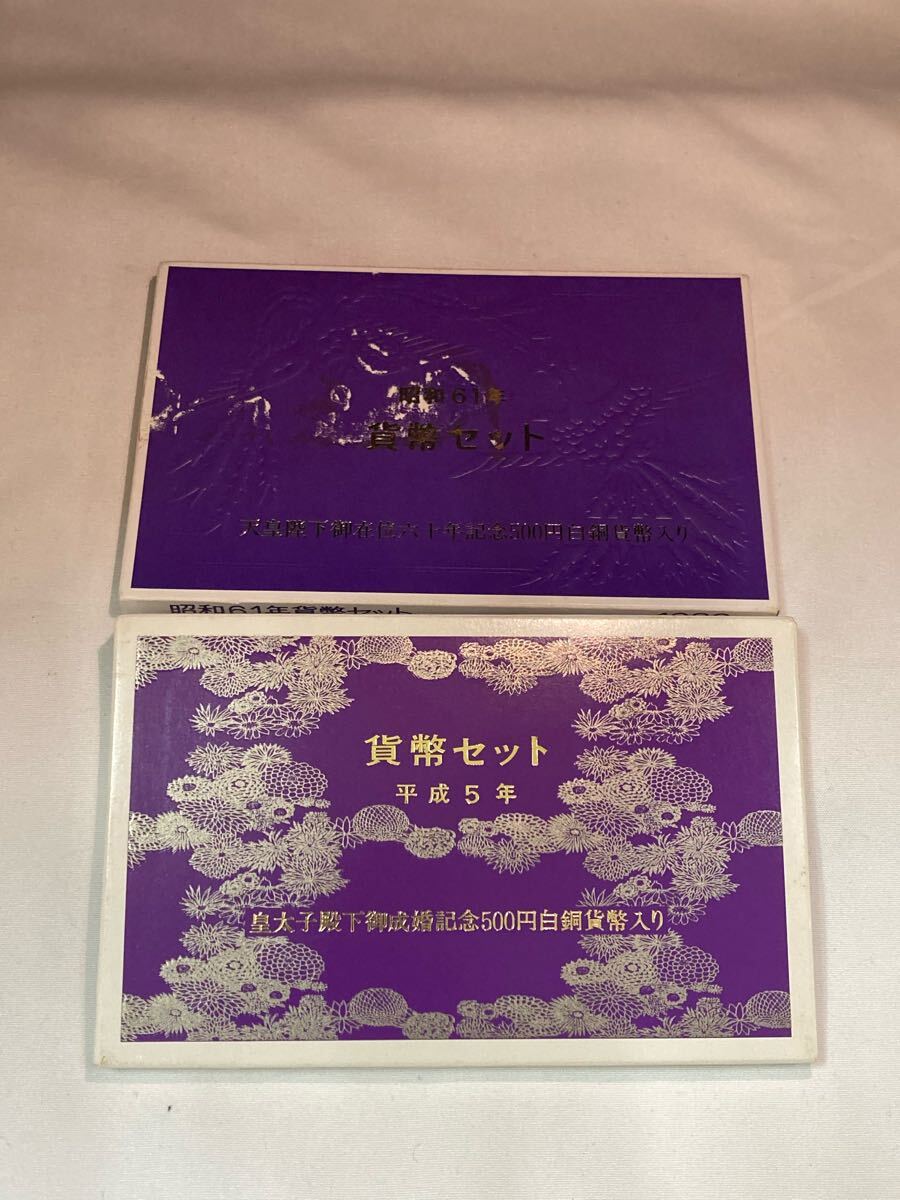 昭和61年
貨幣セット
天皇陛下御在位六十年記念500円白銅貨幣入り
昭和61年貨幣セット
貨幣セット
平成5年
皇太子殿下御成婚記念500円白銅貨幣入り